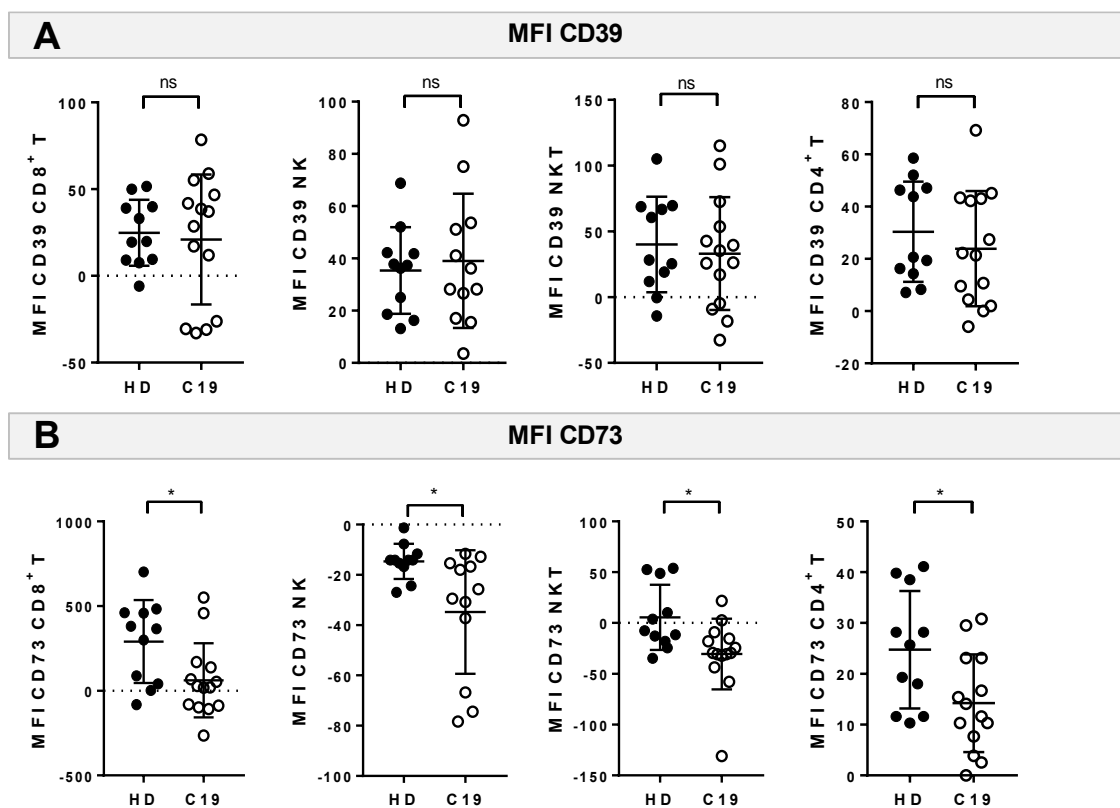 A
MFI CD39
ns
ns
ns
ns
MFI CD39 CD8+ T
100
50
0
-50
HD C19
MFI CD39 NK
100
80
60
40
20
0
HD C19
MFI CD39 NKT
150
100
50
0
-50
HD C19
MFI CD39 CD4+ T
80
60
40
20
0
-20
HD C19
B
MFI CD73
*
*
*
*
MFI CD73 CD8+ T
1000
500
0
-500
HD C19
MFI CD73 NK
0
-20
-40
-60
-80
-100
HD C19
MFI CD73 NKT
100
50
0
-50
-100
-150
HD C19
MFI CD73 CD4+ T
50
40
30
20
10
0
HD C19